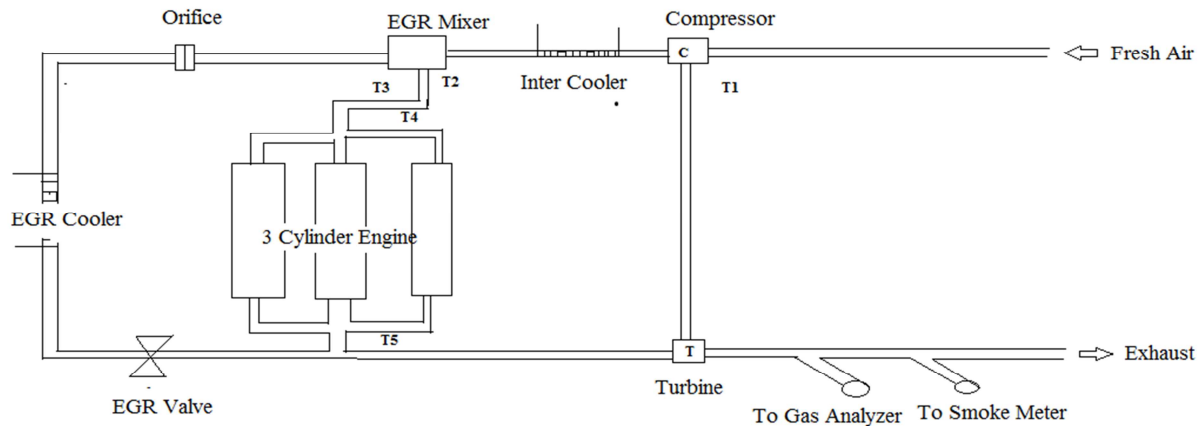 Orifice
EGR Mixer
Compressor
C
Fresh Air
T3
T2
Inter Cooler
T1
T4
EGR Cooler
3 Cylinder Engine
T5
T
Exhaust
EGR Valve
Turbine
To Gas Analyzer
To Smoke Meter